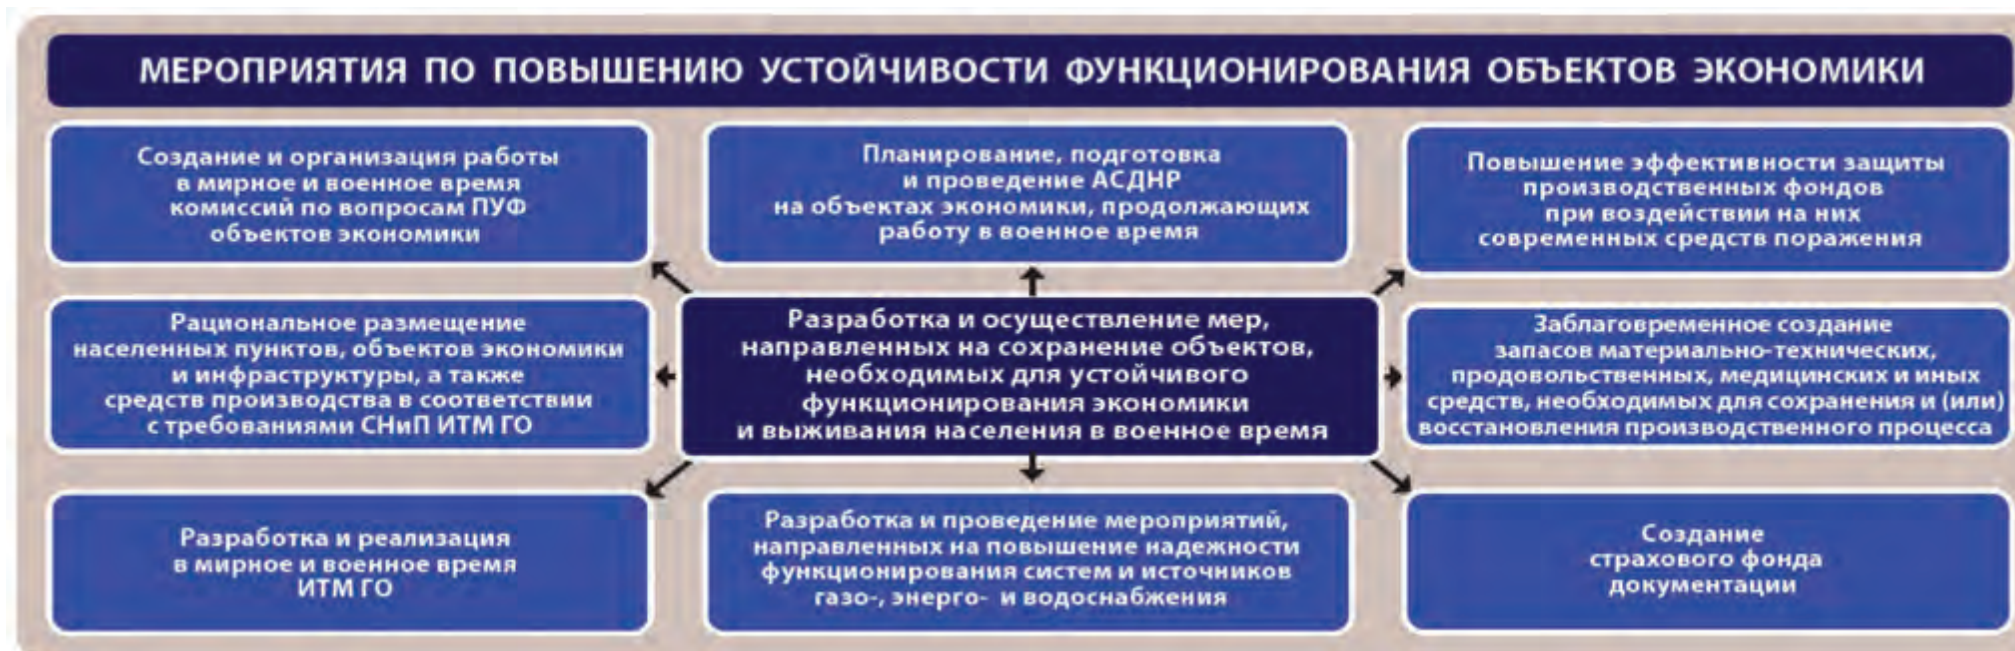 МЕРОПРИЯТИЯ ПО ПОВЫШЕНИЮ УСТОЙЧИВОСТИ ФУНКЦИОНИРОВАНИЯ ОБЪЕКТОВ ЭКОНОМИКИ
Создание и организация работы
в мирное и военное время
комиссий по вопросам ПУФ
объектов экономики
Планирование, подготовка
и проведение АСДНР
на объектах экономики, продолжающих
работу в военное время
Повышение эффективности защиты
производственных фондов
при воздействии на них
современных средств поражения
Рациональное размещение
населенных пунктов, объектов экономики
и инфраструктуры, а также
средств производства в соответствии
с требованиями СНиП ИТМ ГО
Разработка и осуществление мер,
направленных на сохранение объектов,
необходимых для устойчивого
функционирования экономики
и выживания населения в военное время
Заблаговременное создание
запасов материально-технических,
продовольственных, медицинских и иных
средств, необходимых для сохранения и (или)
восстановления производственного процесса
Разработка и реализация
в мирное и военное время
ИТМ ГО
Разработка и проведение мероприятий,
направленных на повышение надежности
функционирования систем и источников
газо-, энерго- и водоснабжения
Создание
страхового фонда
документации